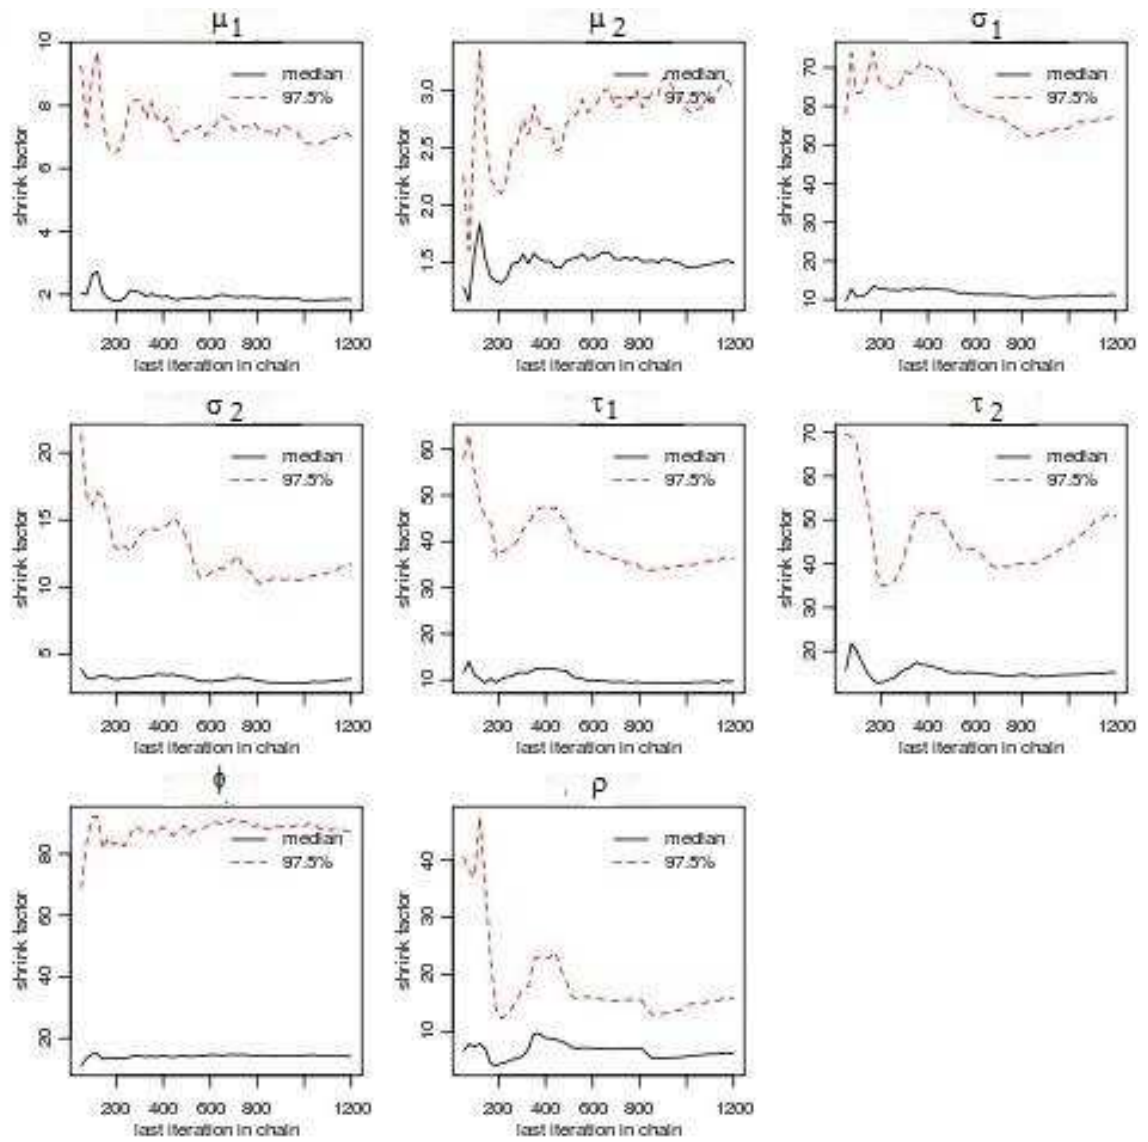 μ1
10
8
6
4
2
shrink factor
median
97.5%
200 400 600 800 1200
last iteration in chain
μ2
3.0
2.5
2.0
1.5
shrink factor
median
97.5%
200 400 600 800 1200
last iteration in chain
σ1
70
60
50
40
30
20
10
shrink factor
median
97.5%
200 400 600 800 1200
last iteration in chain
σ2
20
15
10
5
shrink factor
median
97.5%
200 400 600 800 1200
last iteration in chain
τ1
60
50
40
30
20
10
shrink factor
median
97.5%
200 400 600 800 1200
last iteration in chain
τ2
70
60
50
40
30
20
shrink factor
median
97.5%
200 400 600 800 1200
last iteration in chain
ϕ
80
60
40
20
shrink factor
median
97.5%
200 400 600 800 1200
last iteration in chain
ρ
40
30
20
10
shrink factor
median
97.5%
200 400 600 800 1200
last iteration in chain